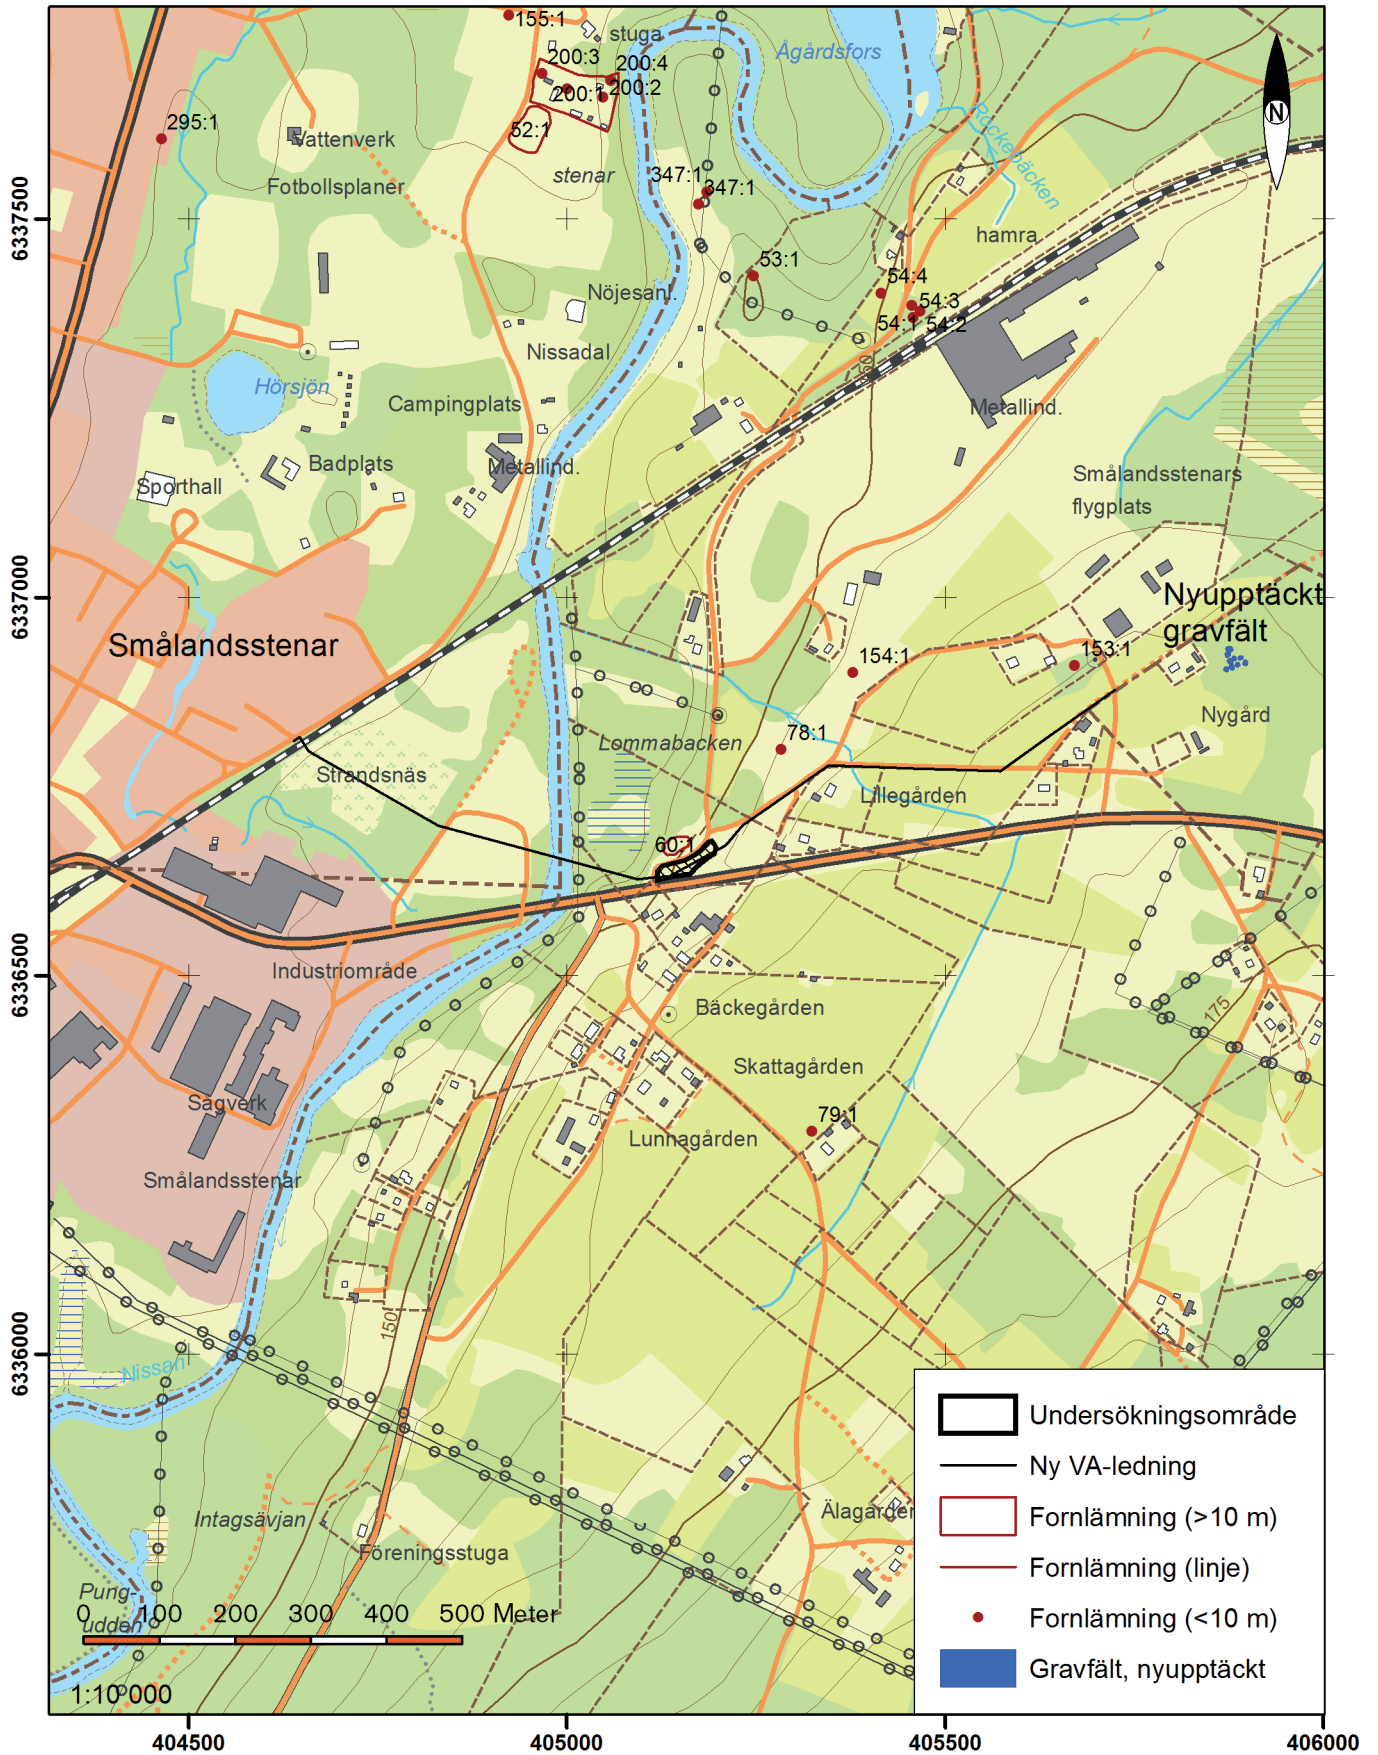 155:1
stuga
Ågårdsfors
200:3
200:4
200:1
200:2
295:1
52:1
Vattenverk
Rockebäcken
N
Fotbollsplaner
stenar
347:1
347:1
6337500
hamra
53:1
54:4
Nöjesanl.
54:3
54:1
54:2
Nissadal
150
Hörsjön
Campingplats
Metallind.
Badplats
Metallind.
Sporthall
Smålandsstenars
flygplats
6337000
Nyupptäckt
gravfält
Smålandsstenar
154:1
153:1
Nygård
78:1
Lommabacken
Strandsnäs
Lillegården
60:1
6336500
Industriområde
Bäckegården
175
Skattagården
Sågverk
79:1
Lunnagården
Smålandsstenar
150
6336000
Nissan
Undersökningsområde
Ny VA-ledning
Fornlämning (>10 m)
Fornlämning (linje)
Fornlämning (<10 m)
Gravfält, nyupptäckt
Älagården
Intagsävjan
Föreningsstuga
Pung-
udden
0 100 200 300 400 500 Meter
1:10 000
404500 405000 405500 406000